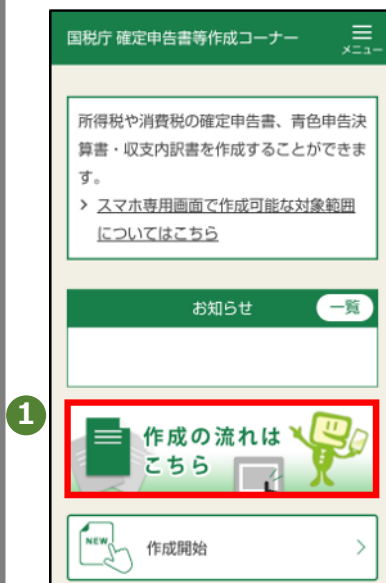 国税庁 確定申告書等作成コーナー
メニュー
所得税や消費税の確定申告書、青色申告決
算書・収支内訳書を作成することができま
す。
> スマホ専用画面で作成可能な対象範囲
についてはこちら
お知らせ
一覧
1
作成の流れは
こちら
NEW
作成開始
>